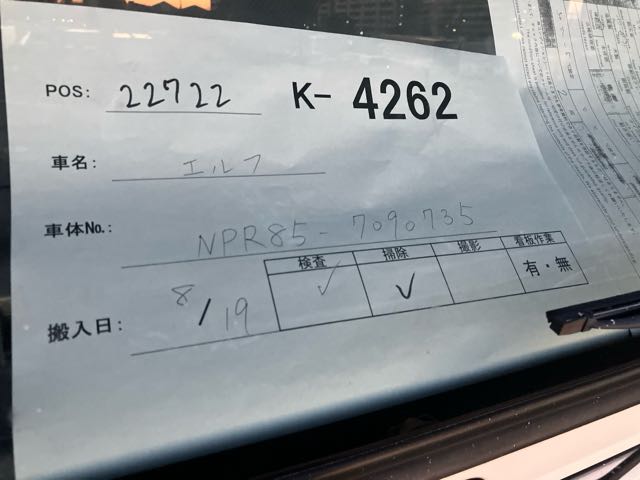 POS: 22722 K-4262
車名: エルフ
車体No.: NPR85-7090735
検査 掃除 撮影 看板作業
搬入日: 8/19 ✓ ✓ 有・無